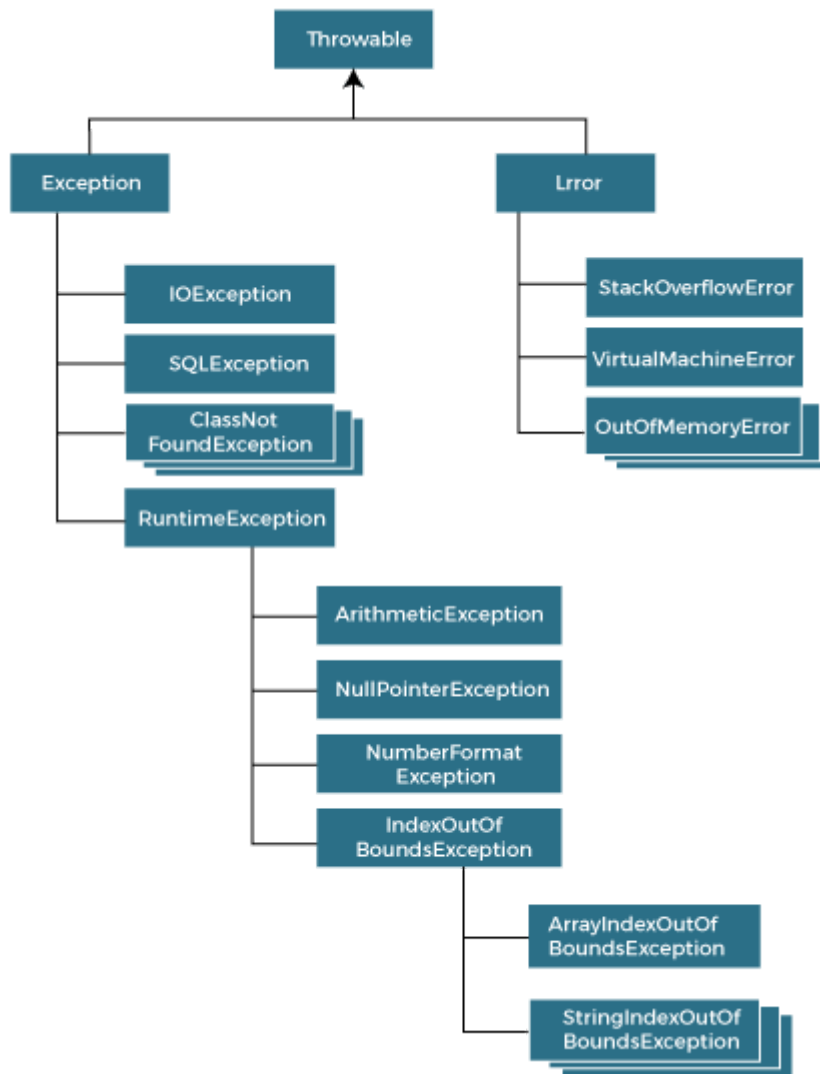 Throwable
Exception
Lrror
IOException
SQLException
ClassNot
FoundException
RuntimeException
StackOverflowError
VirtualMachineError
OutOfMemoryError
ArithmeticException
NullPointerException
NumberFormat
Exception
IndexOutOf
BoundsException
ArrayIndexOutOf
BoundsException
StringIndexOutOf
BoundsException